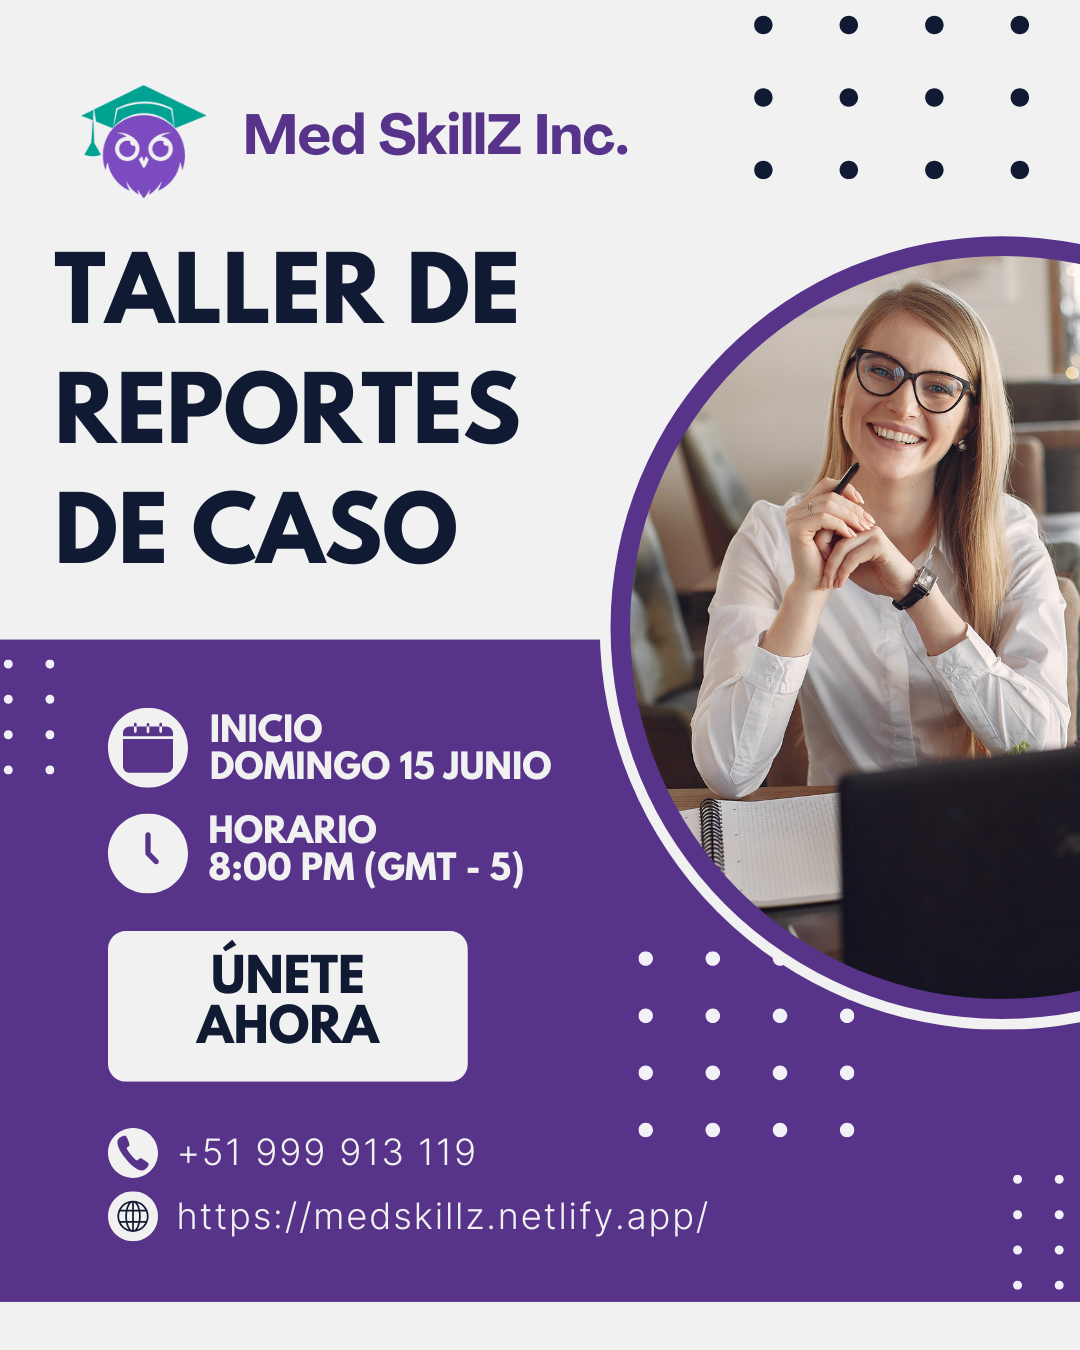 Med SkillZ Inc.
TALLER DE
REPORTES
DE CASO
INICIO
DOMINGO 15 JUNIO
HORARIO
8:00 PM (GMT - 5)
ÚNETE
AHORA
+51 999 913 119
https://medskillz.netlify.app/